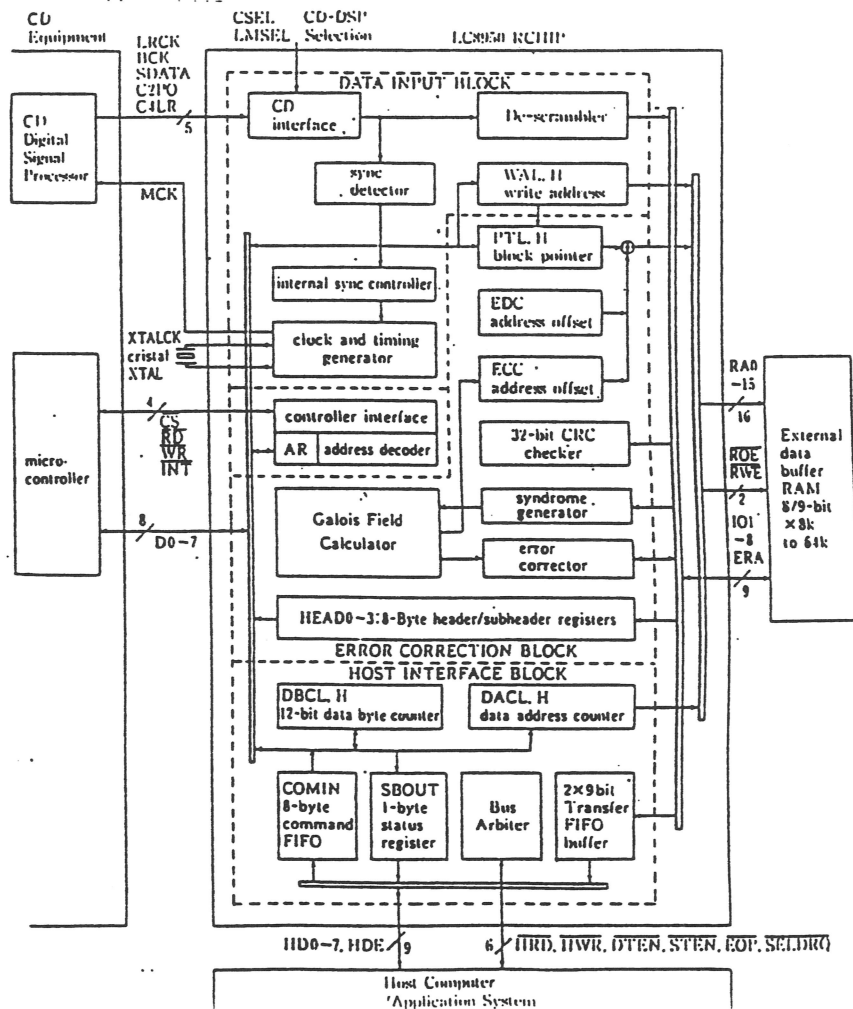 CD
Equipment
LRCK
BCK
SDATA
C2PO
C4LR
CSEL
LMSEL
CD-DSP
Selection
LC8950 RCHIP
DATA INPUT BLOCK
CD
Digital
Signal
Processor
5
CD
interface
De-scrambler
sync
detector
WAL, H
write address
MCK
PTL, H
block pointer
internal sync controller
EDC
address offset
XTALCK
cristal
XTAL
clock and timing
generator
ECC
address offset
RA0
-15
16
micro-
controller
4
CS
RD
WR
INT
controller interface
AR
address decoder
32-bit CRC
checker
ROE
RWE
2
External
data
buffer
RAM
8/9-bit
×8k
to 64k
8
D0-7
Galois Field
Calculator
syndrome
generator
error
corrector
IO1
-8
ERA
9
HEAD0-3:8-Byte header/subheader registers
ERROR CORRECTION BLOCK
HOST INTERFACE BLOCK
DBCL, H
12-bit data byte counter
DACL, H
data address counter
COMIN
8-byte
command
FIFO
SBOUT
1-byte
status
register
Bus
Arbiter
2×9bit
Transfer
FIFO
buffer
HD0-7, HDE
9
6
HRD, HWR, DTEN, STEN, EOP, SELDRQ
Host Computer
Application System